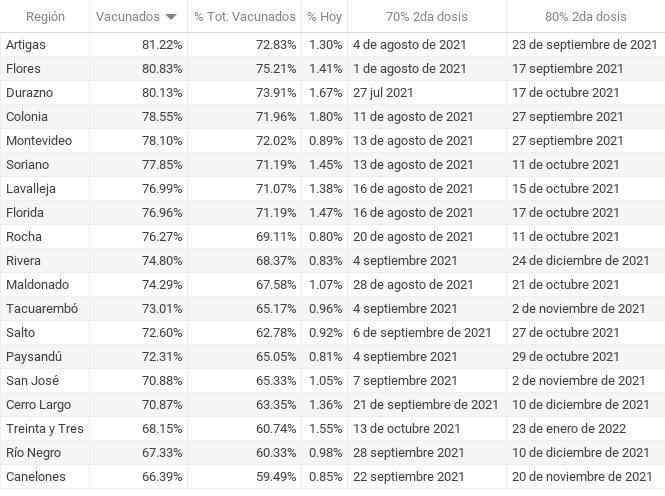 Región Vacunados % Tot. Vacunados % Hoy 70% 2da dosis 80% 2da dosis
Artigas 81.22% 72.83% 1.30% 4 de agosto de 2021 23 de septiembre de 2021
Flores 80.83% 75.21% 1.41% 1 de agosto de 2021 17 septiembre 2021
Durazno 80.13% 73.91% 1.67% 27 jul 2021 17 de octubre 2021
Colonia 78.55% 71.96% 1.80% 11 de agosto de 2021 27 septiembre 2021
Montevideo 78.10% 72.02% 0.89% 13 de agosto de 2021 27 septiembre 2021
Soriano 77.85% 71.19% 1.45% 13 de agosto de 2021 11 de octubre 2021
Lavalleja 76.99% 71.07% 1.38% 16 de agosto de 2021 15 de octubre 2021
Florida 76.96% 71.19% 1.47% 16 de agosto de 2021 17 de octubre 2021
Rocha 76.27% 69.11% 0.80% 20 de agosto de 2021 11 de octubre 2021
Rivera 74.80% 68.37% 0.83% 4 septiembre 2021 24 de diciembre de 2021
Maldonado 74.29% 67.58% 1.07% 28 de agosto de 2021 21 de octubre 2021
Tacuarembó 73.01% 65.17% 0.96% 4 septiembre 2021 2 de noviembre de 2021
Salto 72.60% 62.78% 0.92% 6 de septiembre de 2021 27 de octubre 2021
Paysandú 72.31% 65.05% 0.81% 4 septiembre 2021 29 de octubre 2021
San José 70.88% 65.33% 1.05% 7 septiembre 2021 2 de noviembre de 2021
Cerro Largo 70.87% 63.35% 1.36% 21 de septiembre de 2021 10 de diciembre de 2021
Treinta y Tres 68.15% 60.74% 1.55% 13 de octubre 2021 23 de enero de 2022
Río Negro 67.33% 60.33% 0.98% 28 septiembre 2021 10 de diciembre de 2021
Canelones 66.39% 59.49% 0.85% 22 septiembre 2021 20 de noviembre de 2021